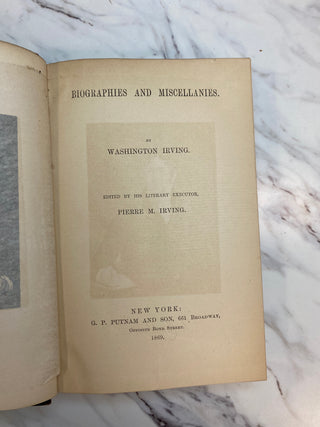 BIOGRAPHIES AND MISCELLANIES.
BY
WASHINGTON IRVING.
EDITED BY HIS LITERARY EXECUTOR,
PIERRE M. IRVING.
NEW YORK:
G. P. PUTNAM AND SON, 661 BROADWAY,
OPPOSITE BOND STREET.
1869.